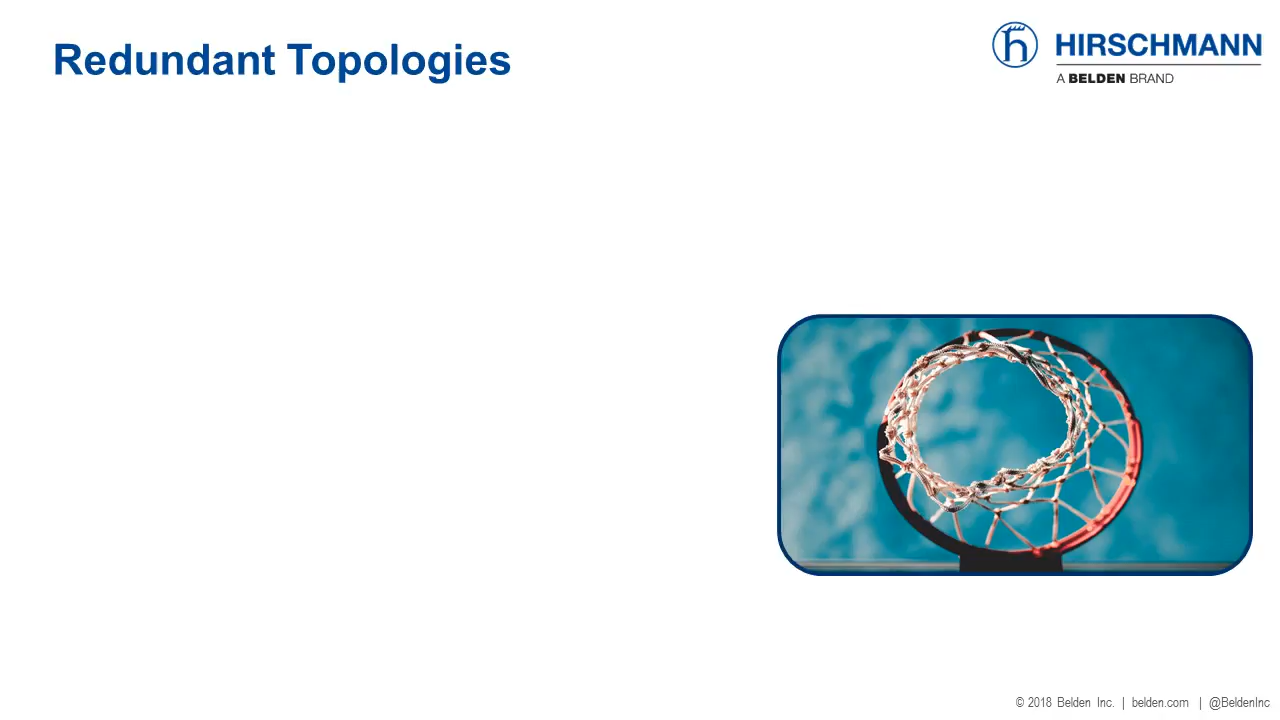 Redundant Topologies
HIRSCHMANN
A BELDEN BRAND
© 2018 Belden Inc. | belden.com | @BeldenInc